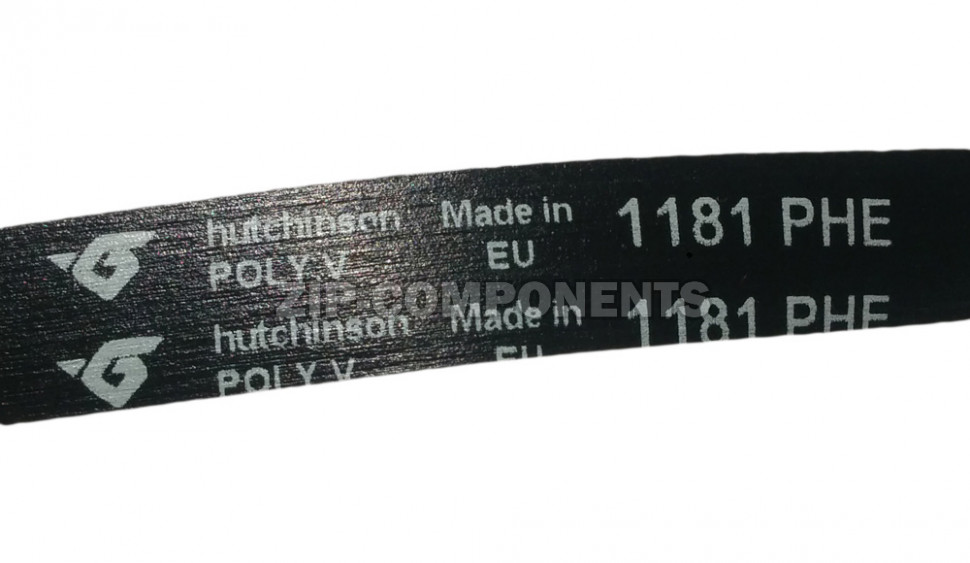 hutchinson Made in 1181 PHE
POLY V EU
ZIP COMPONENTS
hutchinson Made in 1181 PHE
POLY V EU